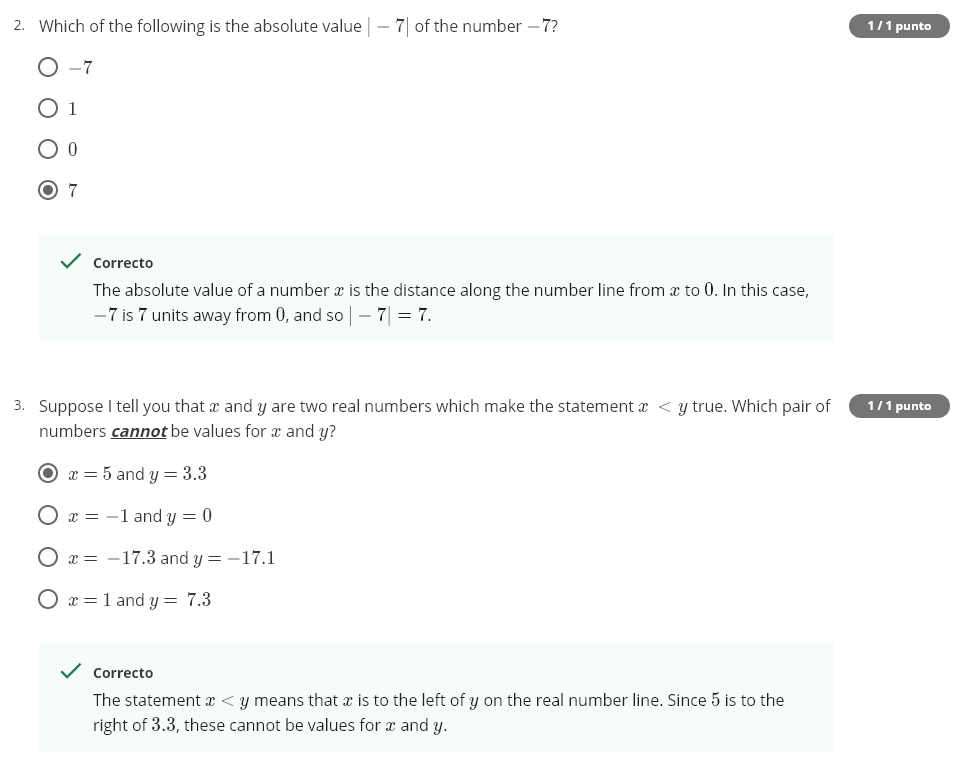 2. Which of the following is the absolute value | − 7| of the number −7? 1 / 1 punto
−7
1
0
7
Correcto
The absolute value of a number x is the distance along the number line from x to 0. In this case,
−7 is 7 units away from 0, and so | − 7| = 7.
3. Suppose I tell you that x and y are two real numbers which make the statement x < y true. Which pair of 1 / 1 punto
numbers cannot be values for x and y?
x = 5 and y = 3.3
x = −1 and y = 0
x = −17.3 and y = −17.1
x = 1 and y = 7.3
Correcto
The statement x < y means that x is to the left of y on the real number line. Since 5 is to the
right of 3.3, these cannot be values for x and y.